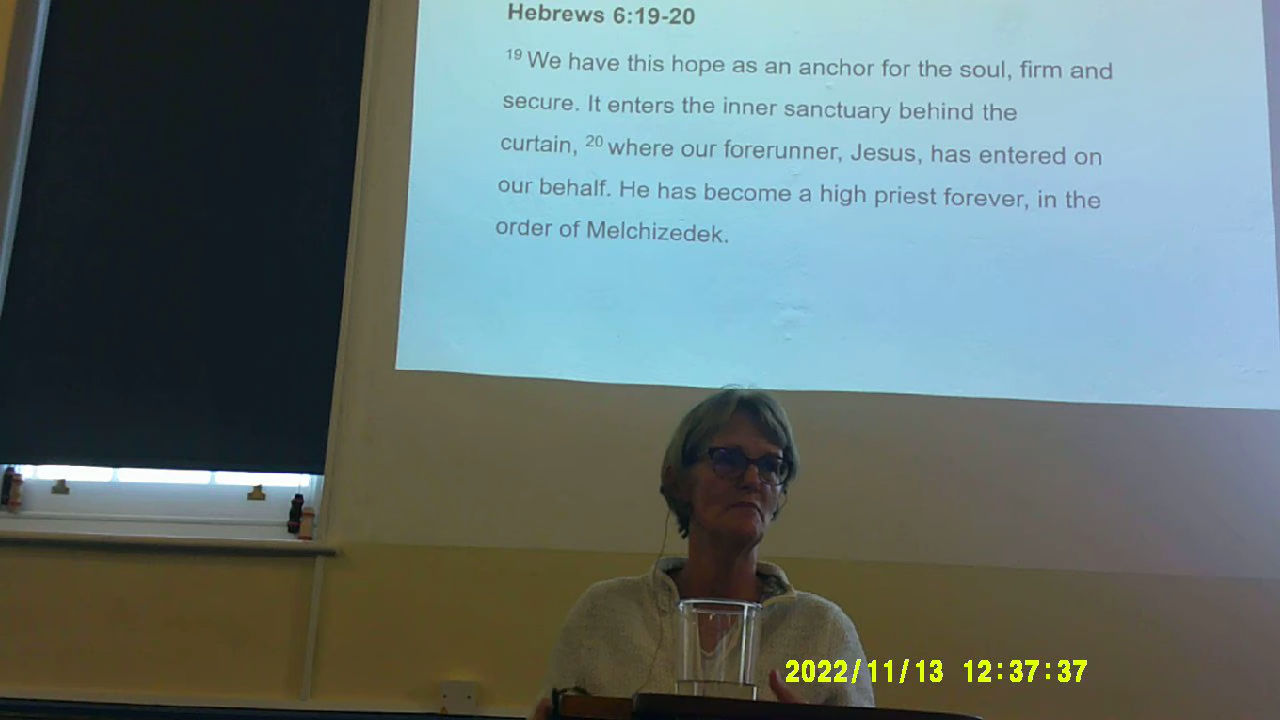 Hebrews 6:19-20
19 We have this hope as an anchor for the soul, firm and
secure. It enters the inner sanctuary behind the
curtain, 20 where our forerunner, Jesus, has entered on
our behalf. He has become a high priest forever, in the
order of Melchizedek.
2022/11/13 12:37:37